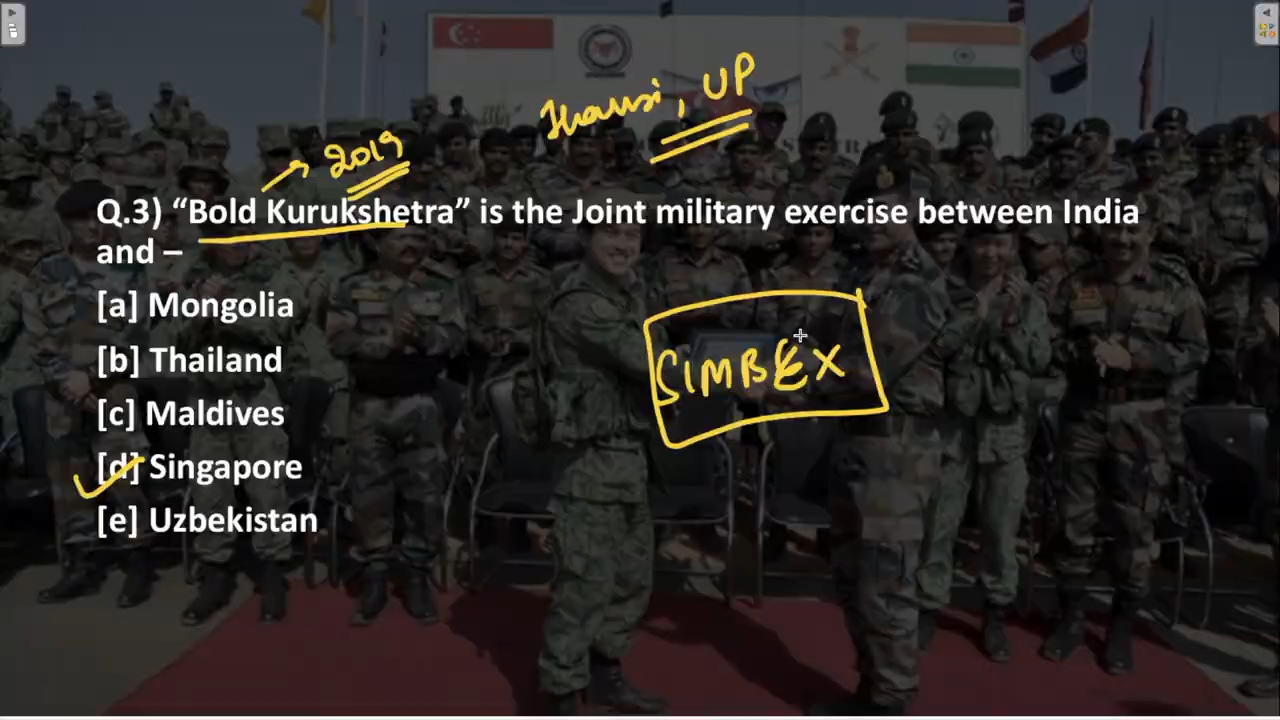 Jhansi, UP
2019
Q.3) “Bold Kurukshetra” is the Joint military exercise between India
and –
[a] Mongolia
[b] Thailand
[c] Maldives
SIMBEX
[d] Singapore
[e] Uzbekistan